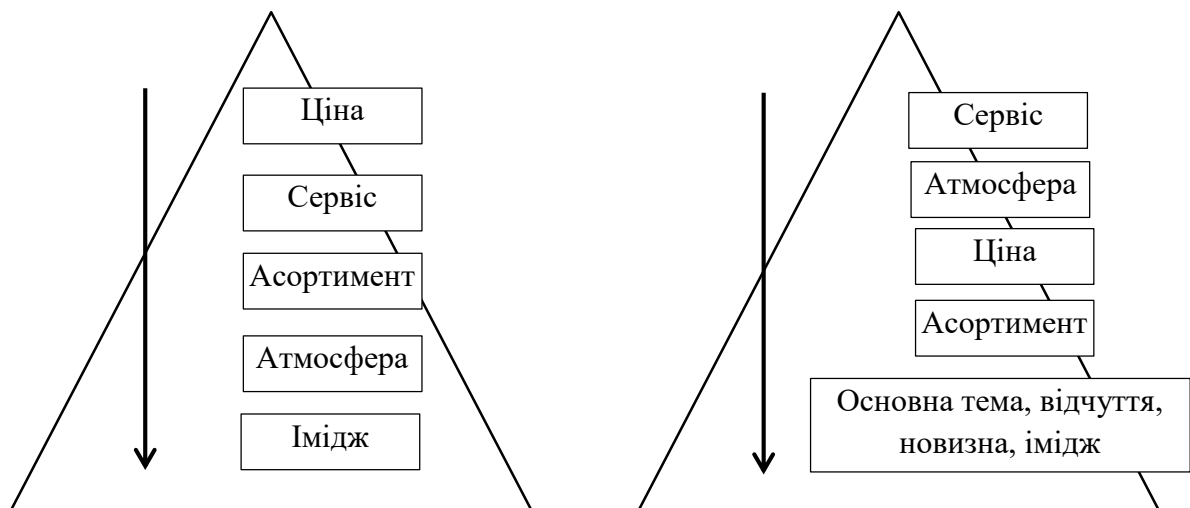 Ціна
Сервіс
Асортимент
Атмосфера
Імідж
Сервіс
Атмосфера
Ціна
Асортимент
Основна тема, відчуття,
новизна, імідж